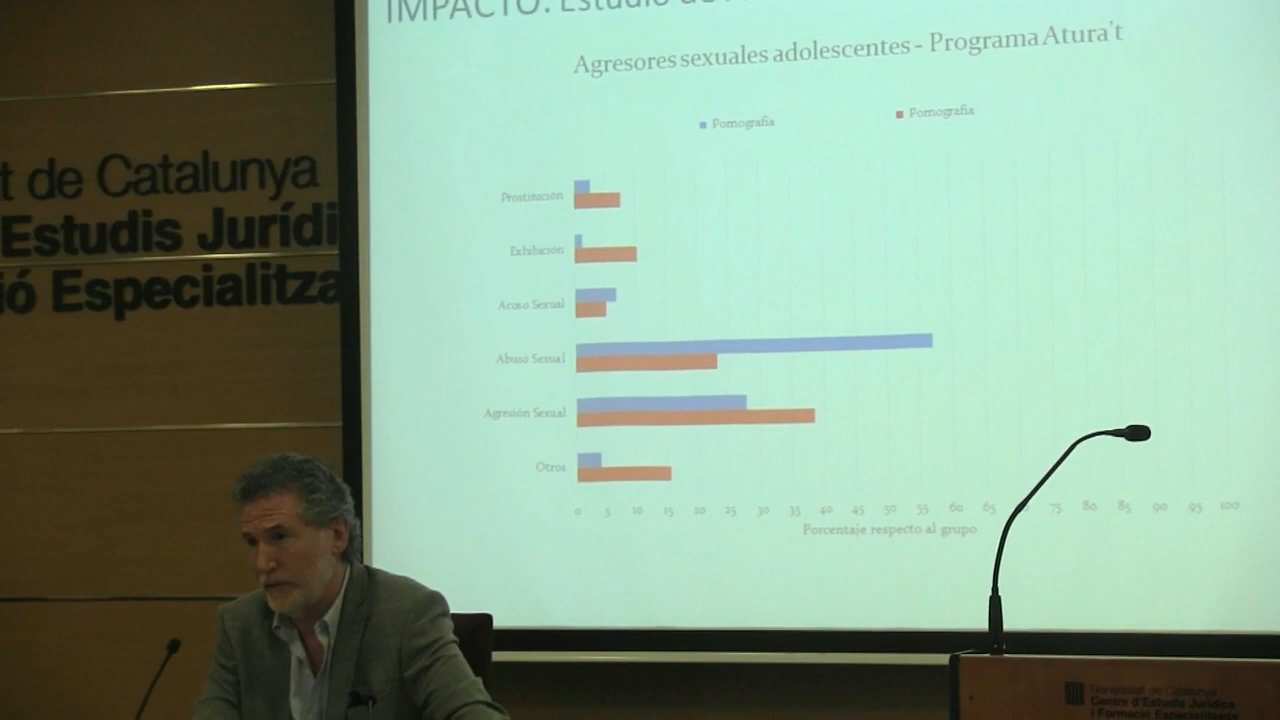 IMPACTO. Estudio de
Agresores sexuales adolescentes - Programa Atura't
Pornografia
Pornografia
t de Catalunya
Estudis Jurídi
ió Especialitza
Prostitución
Exhibición
Acoso Sexual
Abuso Sexual
Agresión Sexual
Otros
0 5 10 15 20 25 30 35 40 45 50 55 60 65 75 80 85 90 95 100
Porcentaje respecto al grupo
Generalitat de Catalunya
Centre d'Estudis Jurídics
i Formació Especialitzada